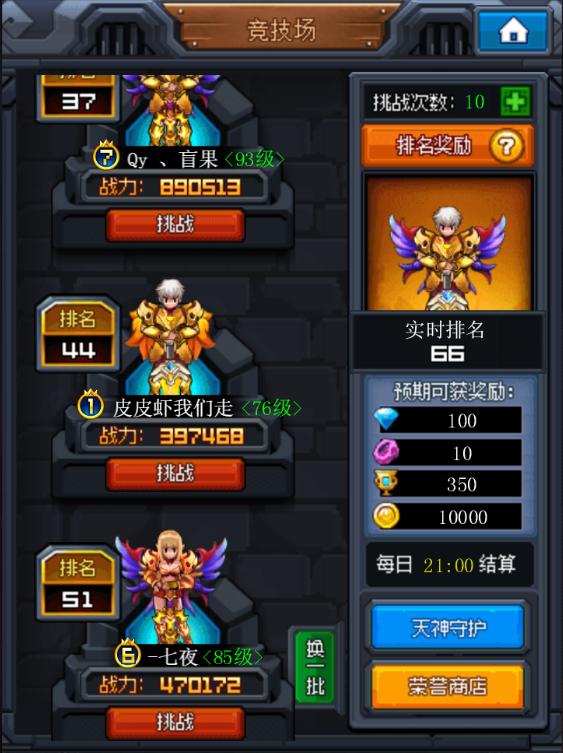 竞技场
排名
37
7 Qy 、盲果 <93级>
战力: 890513
挑战
排名
44
1 皮皮虾我们走 <76级>
战力: 397468
挑战
排名
51
6 -七夜 <85级>
战力: 470172
挑战
换一批
挑战次数: 10
排名奖励 ?
实时排名
66
预期可获奖励:
100
10
350
10000
每日 21:00 结算
天神守护
荣誉商店